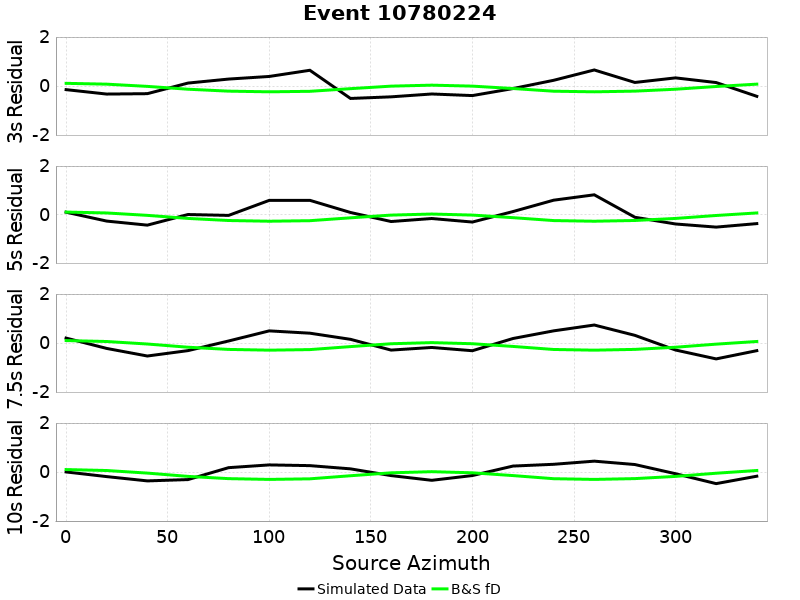 Event 10780224
3s Residual
2
0
-2
5s Residual
2
0
-2
7.5s Residual
2
0
-2
10s Residual
2
0
-2
0 50 100 150 200 250 300
Source Azimuth
Simulated Data B&S fD